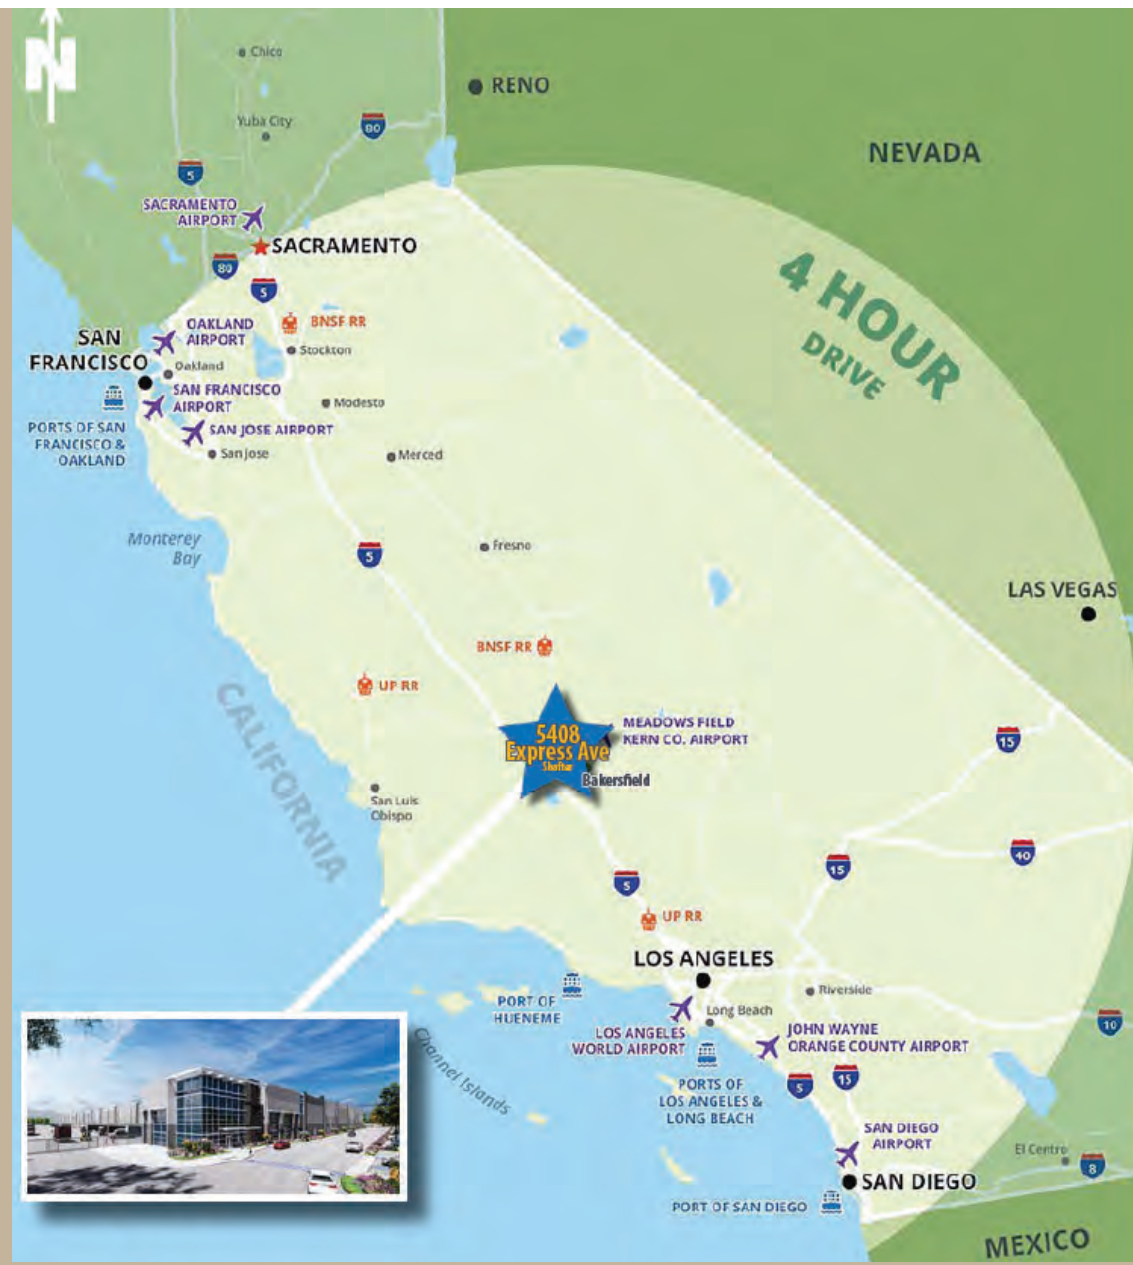 N
Chico
RENO
Yuba City
80
NEVADA
5
SACRAMENTO
AIRPORT
SACRAMENTO
80
5
4 HOUR
DRIVE
BNSF RR
OAKLAND
AIRPORT
SAN
FRANCISCO
Stockton
Oakland
SAN FRANCISCO
AIRPORT
Modesto
PORTS OF SAN
FRANCISCO &
OAKLAND
SAN JOSE AIRPORT
San Jose
Merced
Monterey
Bay
5
Fresno
LAS VEGAS
BNSF RR
UP RR
CALIFORNIA
5408
Express Ave
Shafter
MEADOWS FIELD
KERN CO. AIRPORT
15
Bakersfield
San Luis
Obispo
40
15
5
UP RR
LOS ANGELES
Riverside
PORT OF
HUENEME
Long Beach
10
LOS ANGELES
WORLD AIRPORT
JOHN WAYNE
ORANGE COUNTY AIRPORT
Channel Islands
PORTS OF
LOS ANGELES &
LONG BEACH
5
15
SAN DIEGO
AIRPORT
El Centro
8
SAN DIEGO
PORT OF SAN DIEGO
MEXICO